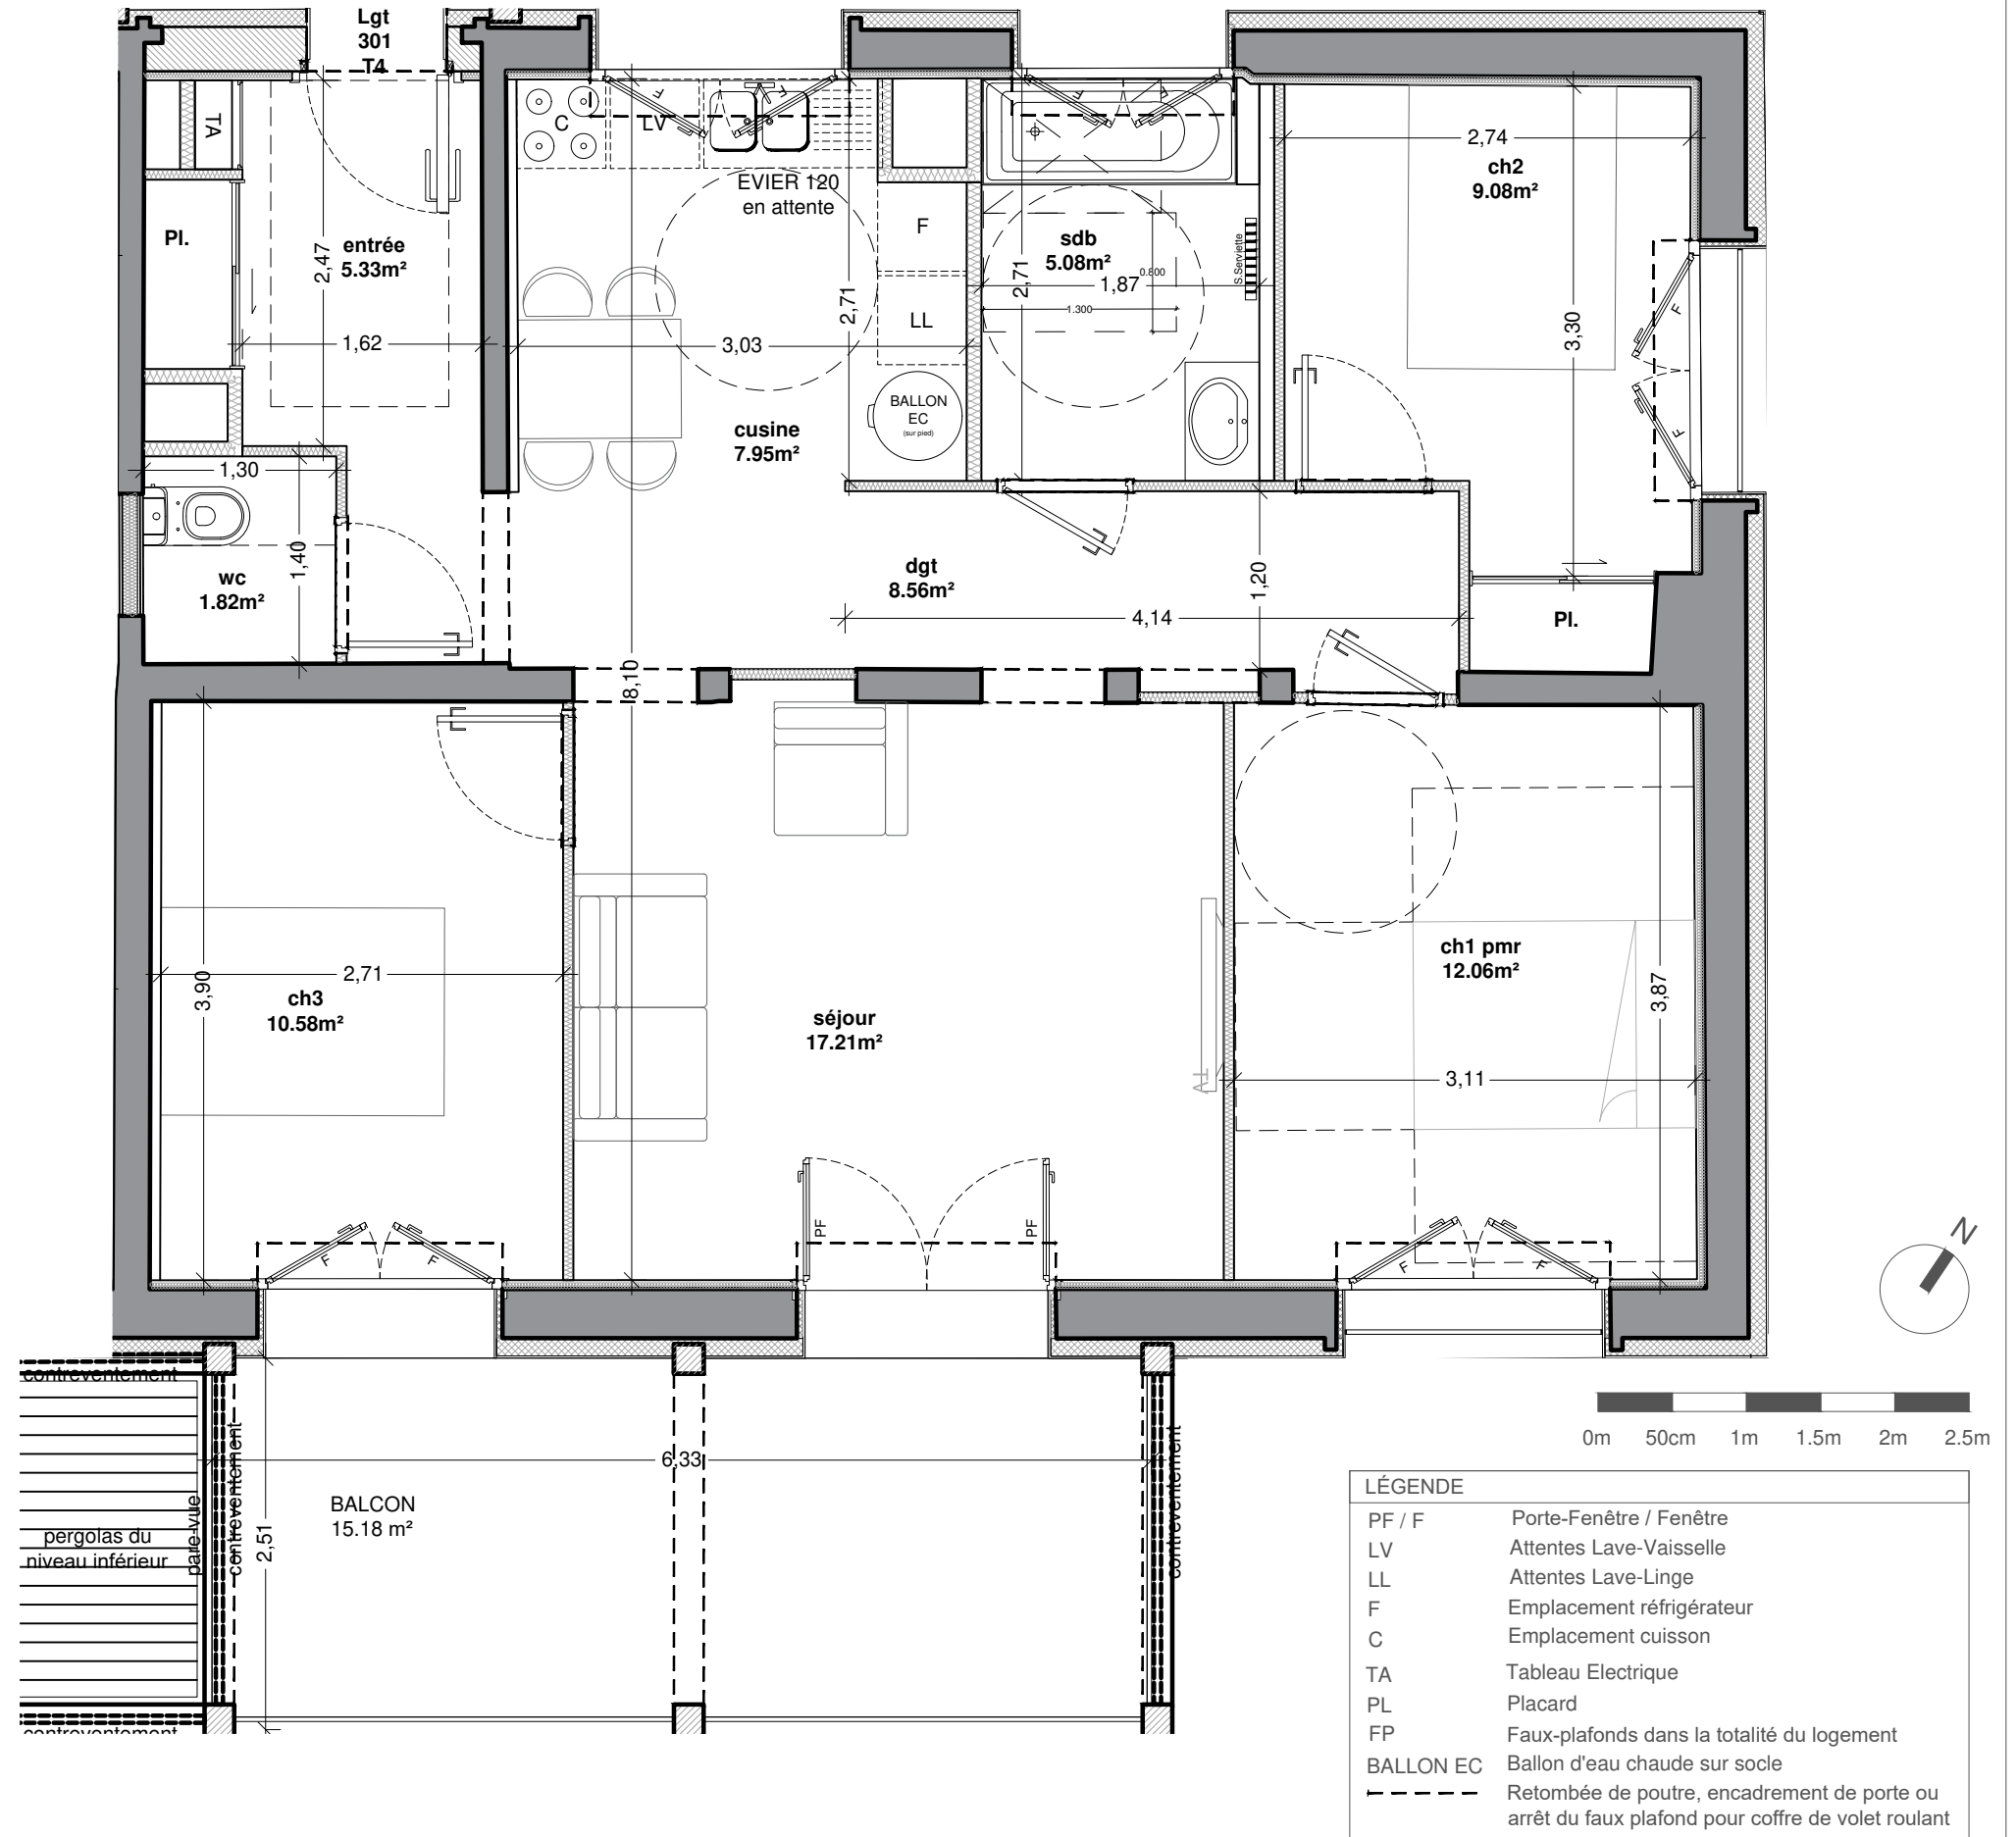 Lgt
301
T4
TA
Pl.
entrée
5.33m²
2,47
1,62
C
LV
F
F
EVIER 120
en attente
F
LL
2,71
3,03
BALLON
EC
(sur pied)
cusine
7.95m²
F
F
sdb
5.08m²
2,71
1,87
0.800
1.300
S.Serviette
2,74
ch2
9.08m²
3,30
F
F
1,30
1,40
wc
1.82m²
dgt
8.56m²
1,20
4,14
Pl.
8,10
3,90
2,71
ch3
10.58m²
séjour
17.21m²
TV
ch1 pmr
12.06m²
3,87
3,11
F
F
PF
PF
F
F
N
contreventement
pergolas du
niveau inférieur
pare-vue
contreventement
6,33
2,51
BALCON
15.18 m²
contreventement
contreventement
0m 50cm 1m 1.5m 2m 2.5m
LÉGENDE
PF / F Porte-Fenêtre / Fenêtre
LV Attentes Lave-Vaisselle
LL Attentes Lave-Linge
F Emplacement réfrigérateur
C Emplacement cuisson
TA Tableau Electrique
PL Placard
FP Faux-plafonds dans la totalité du logement
BALLON EC Ballon d'eau chaude sur socle
Retombée de poutre, encadrement de porte ou
arrêt du faux plafond pour coffre de volet roulant